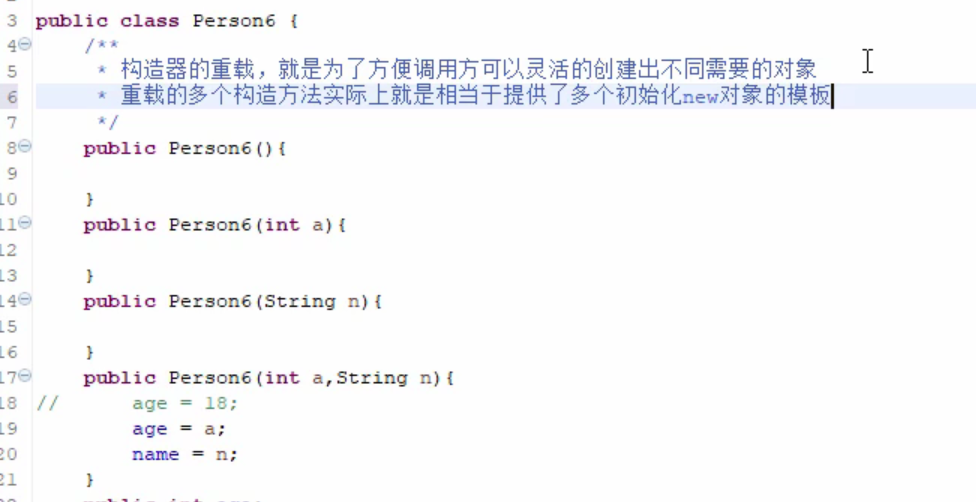 3 public class Person6 {
4 /**
5 * 构造器的重载，就是为了方便调用方可以灵活的创建出不同需要的对象
6 * 重载的多个构造方法实际上就是相当于提供了多个初始化new对象的模板
7 */
8 public Person6(){
9
10 }
11 public Person6(int a){
12
13 }
14 public Person6(String n){
15
16 }
17 public Person6(int a,String n){
18 // age = 18;
19 age = a;
20 name = n;
21 }